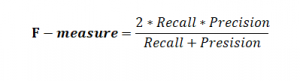 F − measure = 2 * Recall * Precision / Recall + Presision